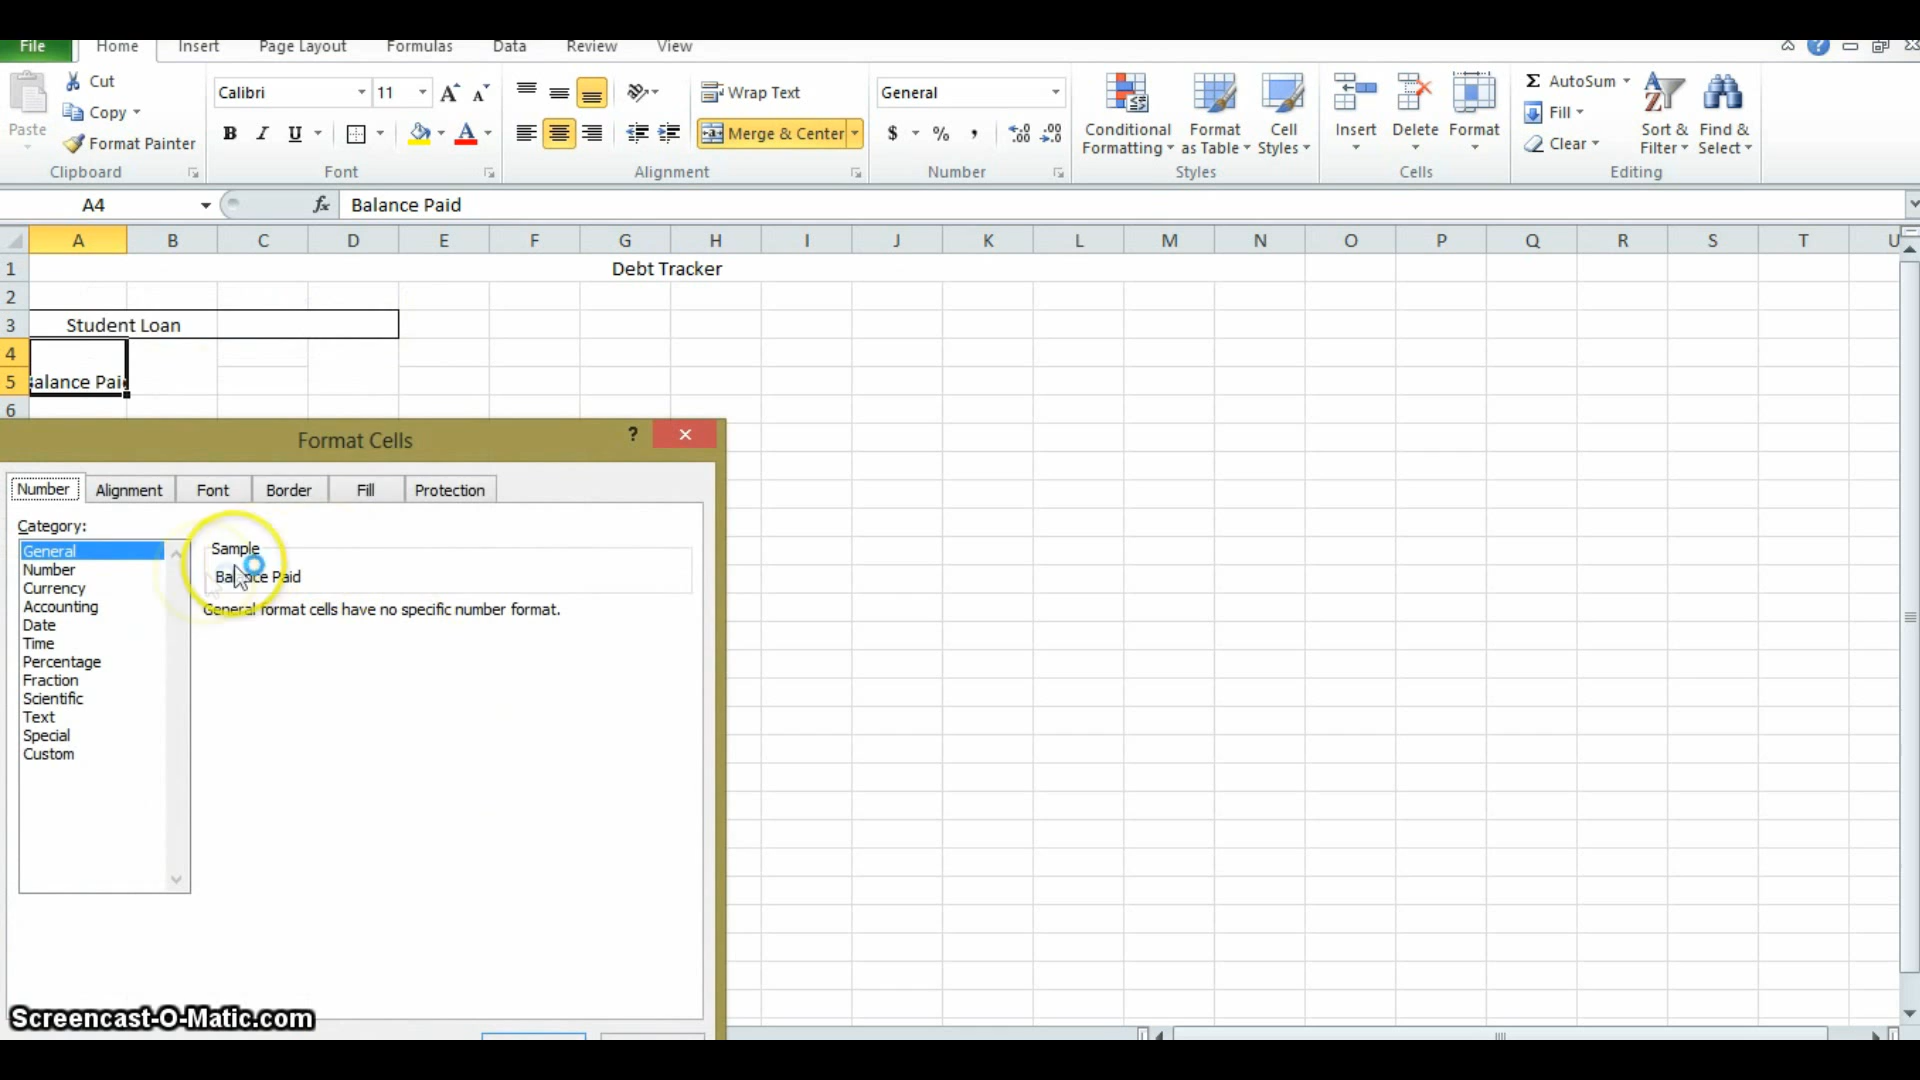 File Home Insert Page Layout Formulas Data Review View
Cut
Copy
Format Painter
Paste
Clipboard
Calibri 11
B I U
Font
Wrap Text
Merge & Center
Alignment
General
$ % ,
Number
Conditional Formatting
Format as Table
Cell Styles
Styles
Insert Delete Format
Cells
Σ AutoSum
Fill
Clear
Sort & Filter
Find & Select
Editing
A4 fx Balance Paid
A B C D E F G H I J K L M N O P Q R S T U
1 Debt Tracker
2
3 Student Loan
4
5 alance Pai
6
Format Cells ?
Number Alignment Font Border Fill Protection
Category:
General
Number
Currency
Accounting
Date
Time
Percentage
Fraction
Scientific
Text
Special
Custom
Sample
Balance Paid
General format cells have no specific number format.
Screencast-O-Matic.com